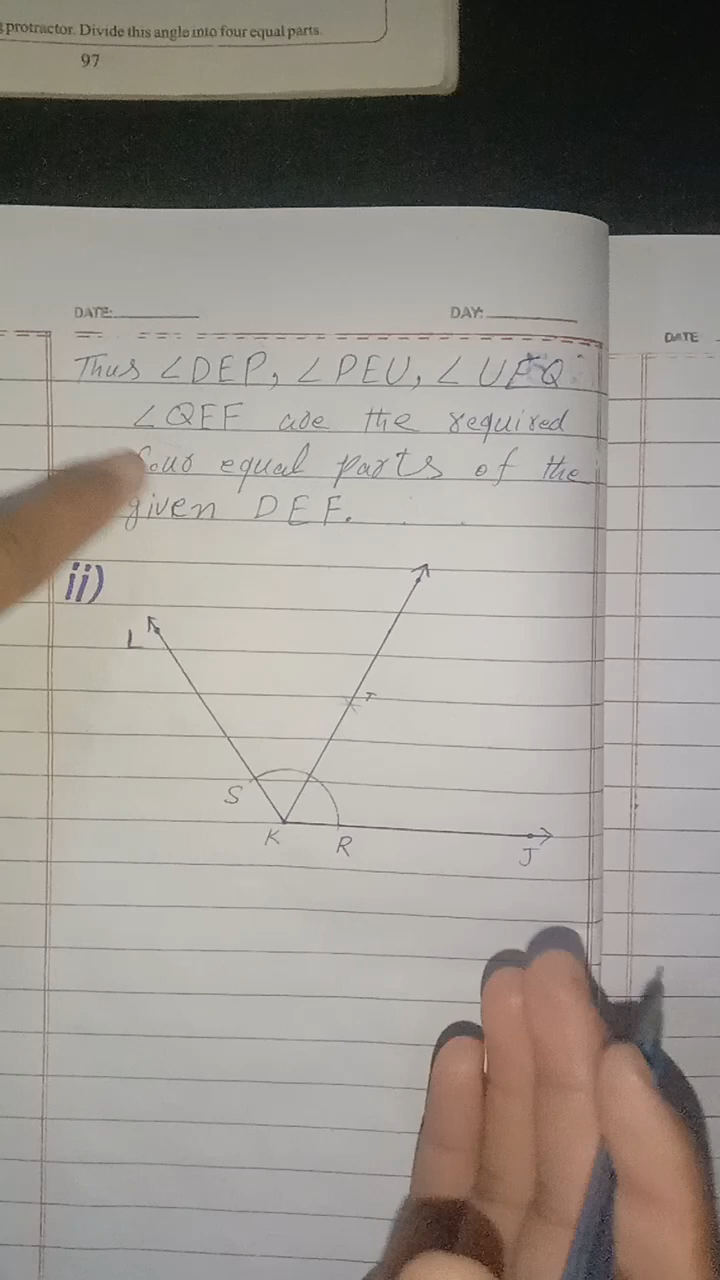 protractor. Divide this angle into four equal parts.
97
DATE: DAY:
DATE
Thus ∠DEP, ∠PEU, ∠UEQ
∠QEF are the required
four equal parts of the
given DEF.
ii)
L
T
S
K R J